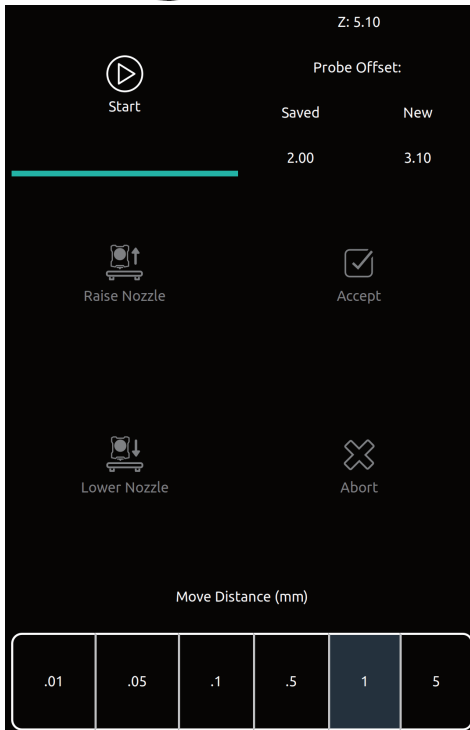 Z: 5.10
Probe Offset:
Start
Saved New
2.00 3.10
Raise Nozzle Accept
Lower Nozzle Abort
Move Distance (mm)
.01 .05 .1 .5 1 5